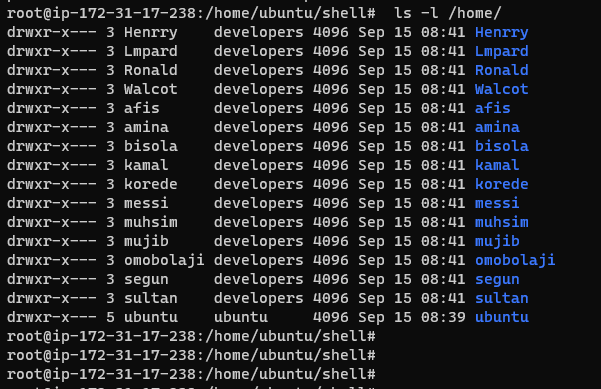 root@ip-172-31-17-238:/home/ubuntu/shell#  ls -l /home/
drwxr-x--- 3 Henrry    developers 4096 Sep 15 08:41 Henrry
drwxr-x--- 3 Lmpard    developers 4096 Sep 15 08:41 Lmpard
drwxr-x--- 3 Ronald    developers 4096 Sep 15 08:41 Ronald
drwxr-x--- 3 Walcot    developers 4096 Sep 15 08:41 Walcot
drwxr-x--- 3 afis      developers 4096 Sep 15 08:41 afis
drwxr-x--- 3 amina     developers 4096 Sep 15 08:41 amina
drwxr-x--- 3 bisola    developers 4096 Sep 15 08:41 bisola
drwxr-x--- 3 kamal     developers 4096 Sep 15 08:41 kamal
drwxr-x--- 3 korede    developers 4096 Sep 15 08:41 korede
drwxr-x--- 3 messi     developers 4096 Sep 15 08:41 messi
drwxr-x--- 3 muhsim    developers 4096 Sep 15 08:41 muhsim
drwxr-x--- 3 mujib     developers 4096 Sep 15 08:41 mujib
drwxr-x--- 3 omobolaji developers 4096 Sep 15 08:41 omobolaji
drwxr-x--- 3 segun     developers 4096 Sep 15 08:41 segun
drwxr-x--- 3 sultan    developers 4096 Sep 15 08:41 sultan
drwxr-x--- 5 ubuntu    ubuntu     4096 Sep 15 08:39 ubuntu
root@ip-172-31-17-238:/home/ubuntu/shell#
root@ip-172-31-17-238:/home/ubuntu/shell#
root@ip-172-31-17-238:/home/ubuntu/shell#